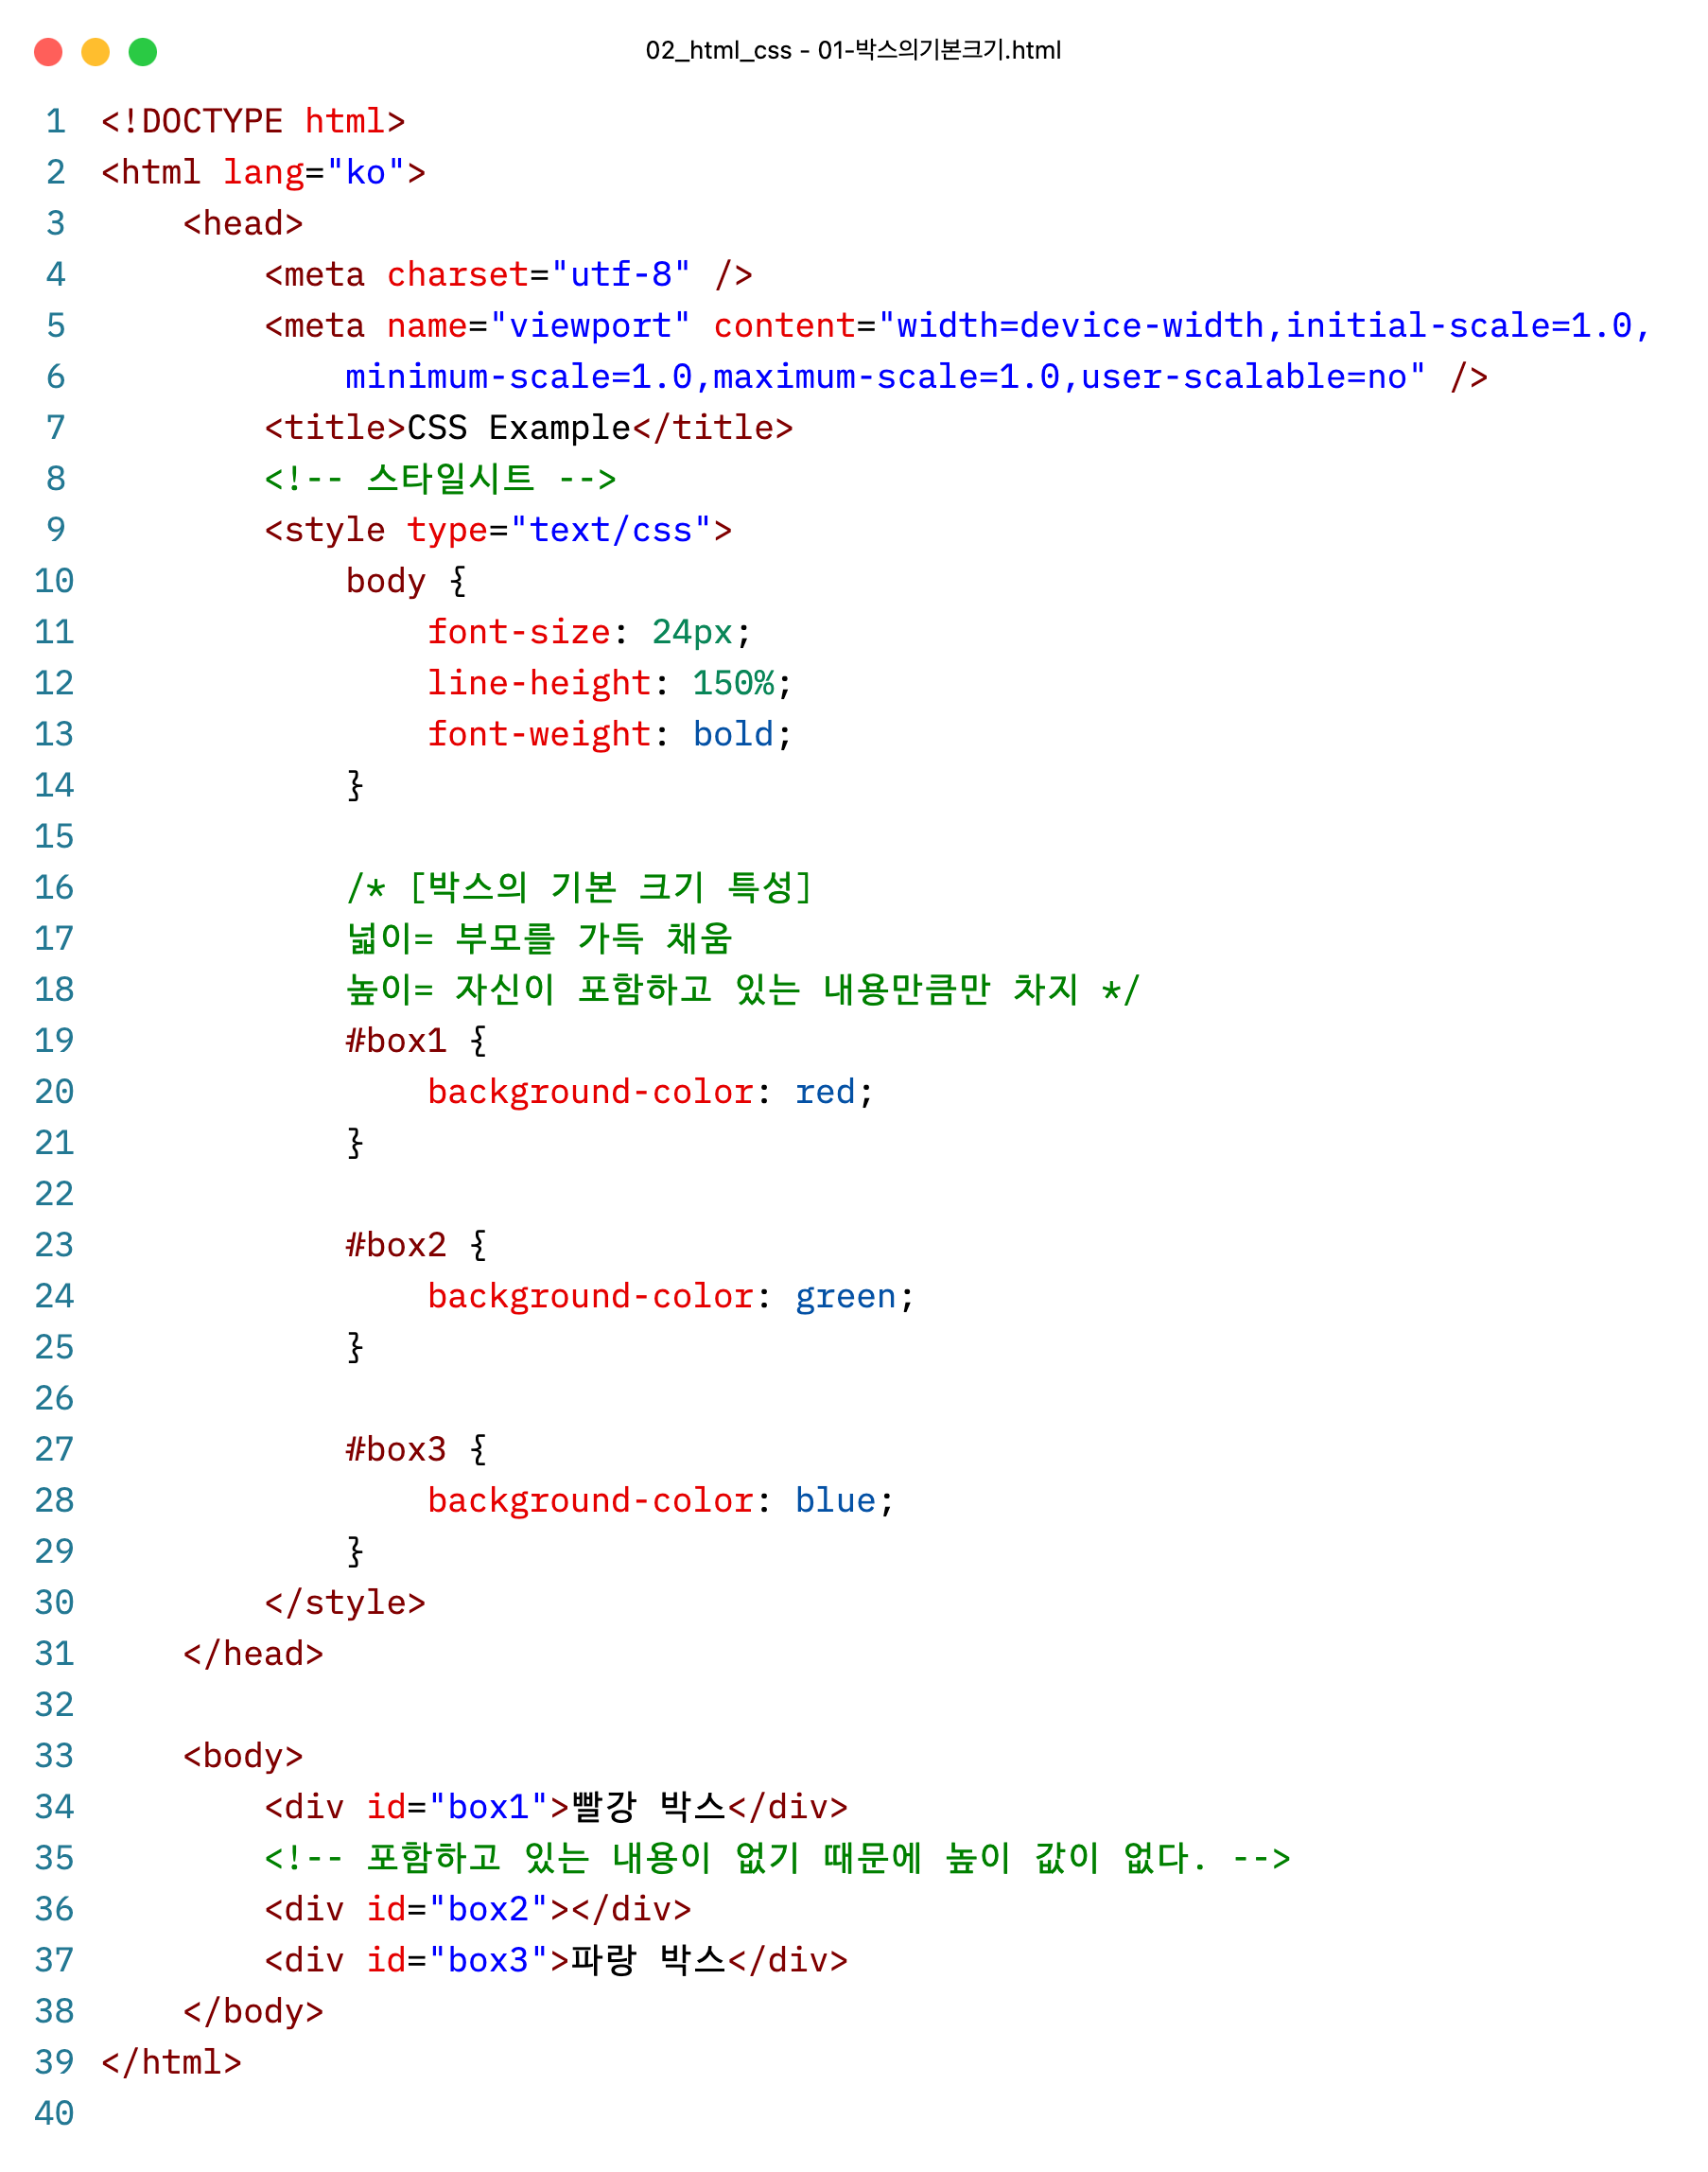 02_html_css - 01-박스의기본크기.html
1 <!DOCTYPE html>
2 <html lang="ko">
3     <head>
4         <meta charset="utf-8" />
5         <meta name="viewport" content="width=device-width,initial-scale=1.0,
6             minimum-scale=1.0,maximum-scale=1.0,user-scalable=no" />
7         <title>CSS Example</title>
8         <!-- 스타일시트 -->
9         <style type="text/css">
10             body {
11                 font-size: 24px;
12                 line-height: 150%;
13                 font-weight: bold;
14             }
15
16             /* [박스의 기본 크기 특성]
17             넓이= 부모를 가득 채움
18             높이= 자신이 포함하고 있는 내용만큼만 차지 */
19             #box1 {
20                 background-color: red;
21             }
22
23             #box2 {
24                 background-color: green;
25             }
26
27             #box3 {
28                 background-color: blue;
29             }
30         </style>
31     </head>
32
33     <body>
34         <div id="box1">빨강 박스</div>
35         <!-- 포함하고 있는 내용이 없기 때문에 높이 값이 없다. -->
36         <div id="box2"></div>
37         <div id="box3">파랑 박스</div>
38     </body>
39 </html>
40